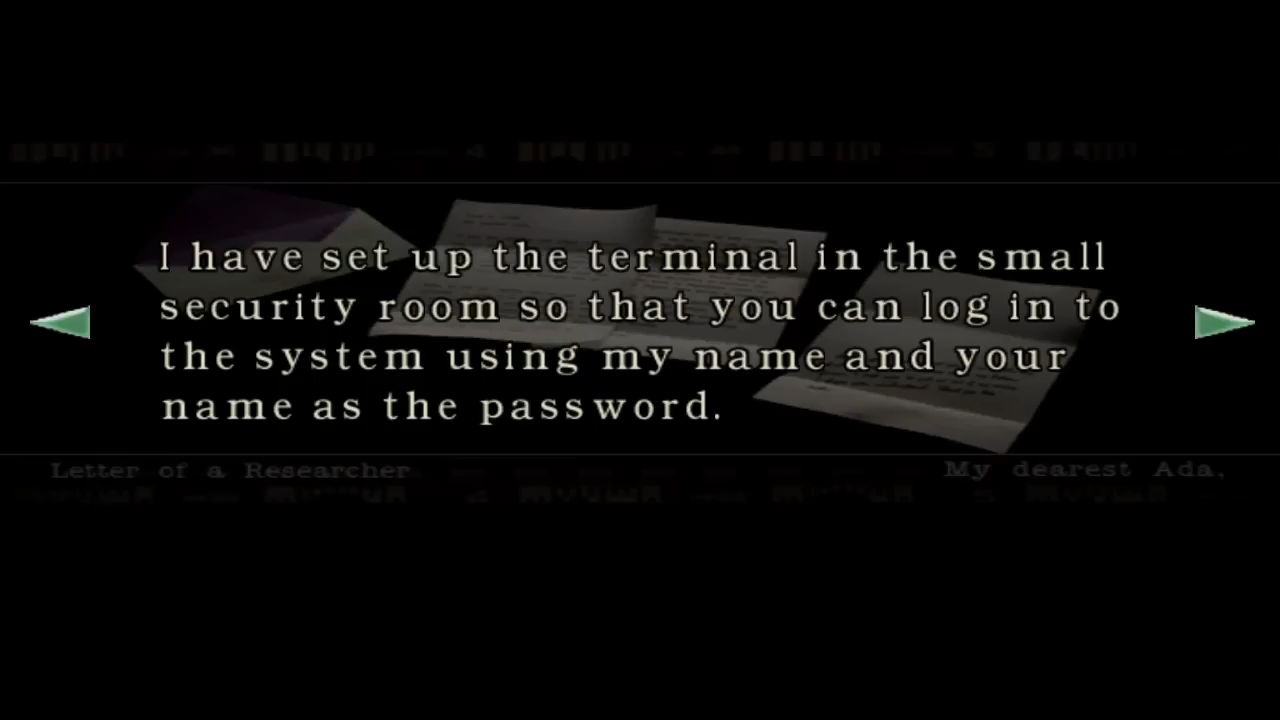 I have set up the terminal in the small
security room so that you can log in to
the system using my name and your
name as the password.
Letter of a Researcher
My dearest Ada,